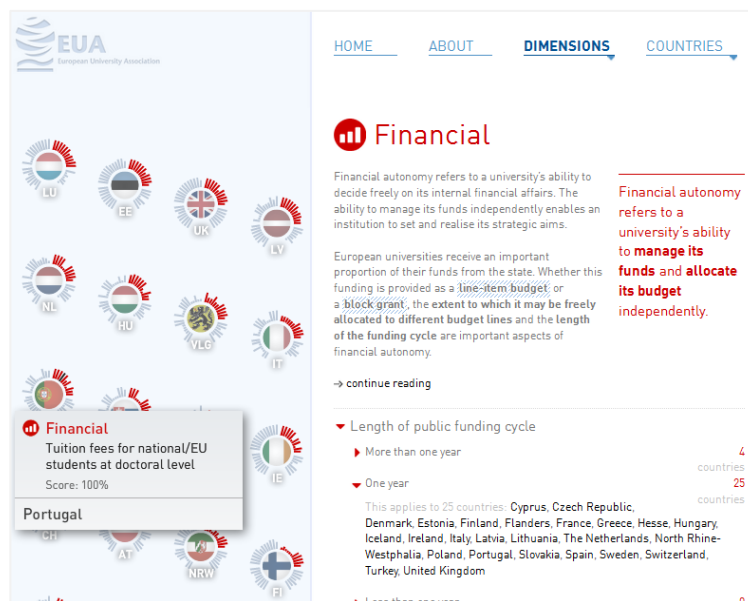 EUA
European University Association
HOME
ABOUT
DIMENSIONS
COUNTRIES
LU
EE
UK
LV
NL
HU
VLG
IT
Financial
Tuition fees for national/EU
students at doctoral level
Score: 100%
Portugal
IE
CH
AT
NRW
FI
Financial
Financial autonomy refers to a university's ability to
decide freely on its internal financial affairs. The
ability to manage its funds independently enables an
institution to set and realise its strategic aims.
European universities receive an important
proportion of their funds from the state. Whether this
funding is provided as a line-item budget or
a block grant, the extent to which it may be freely
allocated to different budget lines and the length
of the funding cycle are important aspects of
financial autonomy.
→ continue reading
Financial autonomy
refers to a
university's ability
to manage its
funds and allocate
its budget
independently.
Length of public funding cycle
More than one year
4
countries
One year
25
countries
This applies to 25 countries: Cyprus, Czech Republic,
Denmark, Estonia, Finland, Flanders, France, Greece, Hesse, Hungary,
Iceland, Ireland, Italy, Latvia, Lithuania, The Netherlands, North Rhine-
Westphalia, Poland, Portugal, Slovakia, Spain, Sweden, Switzerland,
Turkey, United Kingdom
Less than one year